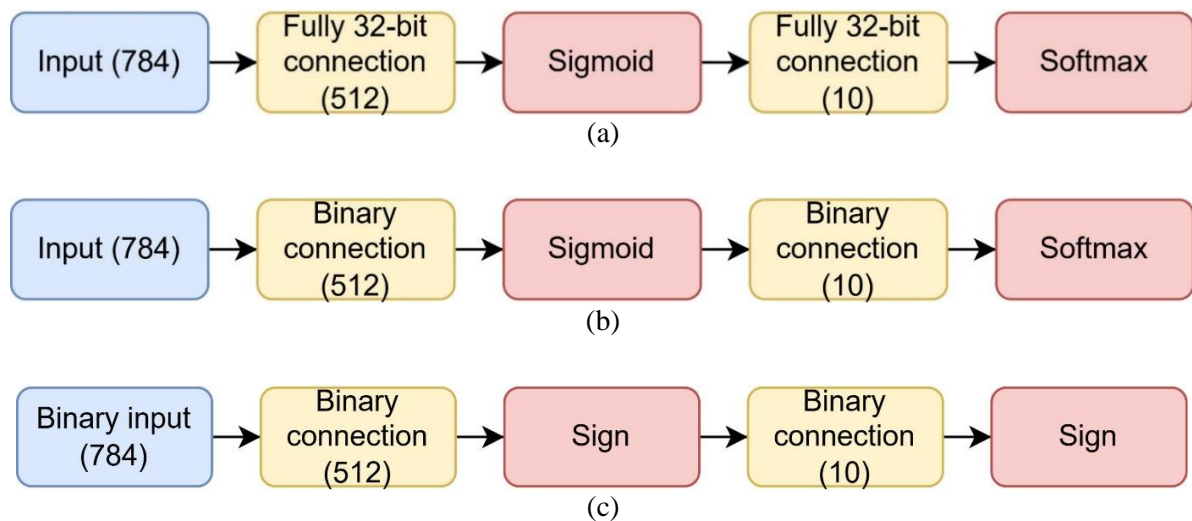 Input (784)
Fully 32-bit
connection
(512)
Sigmoid
Fully 32-bit
connection
(10)
Softmax
(a)
Input (784)
Binary
connection
(512)
Sigmoid
Binary
connection
(10)
Softmax
(b)
Binary input
(784)
Binary
connection
(512)
Sign
Binary
connection
(10)
Sign
(c)